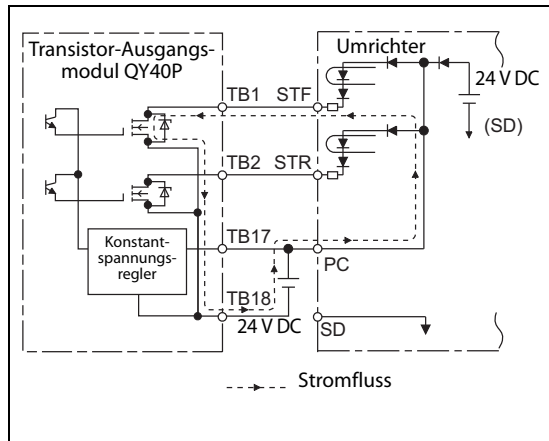 Transistor-Ausgangs-
modul QY40P
Umrichter
TB1 STF
24 V DC
(SD)
TB2 STR
Konstant-
spannungs-
regler
TB17
PC
TB18
24 V DC
SD
Stromfluss